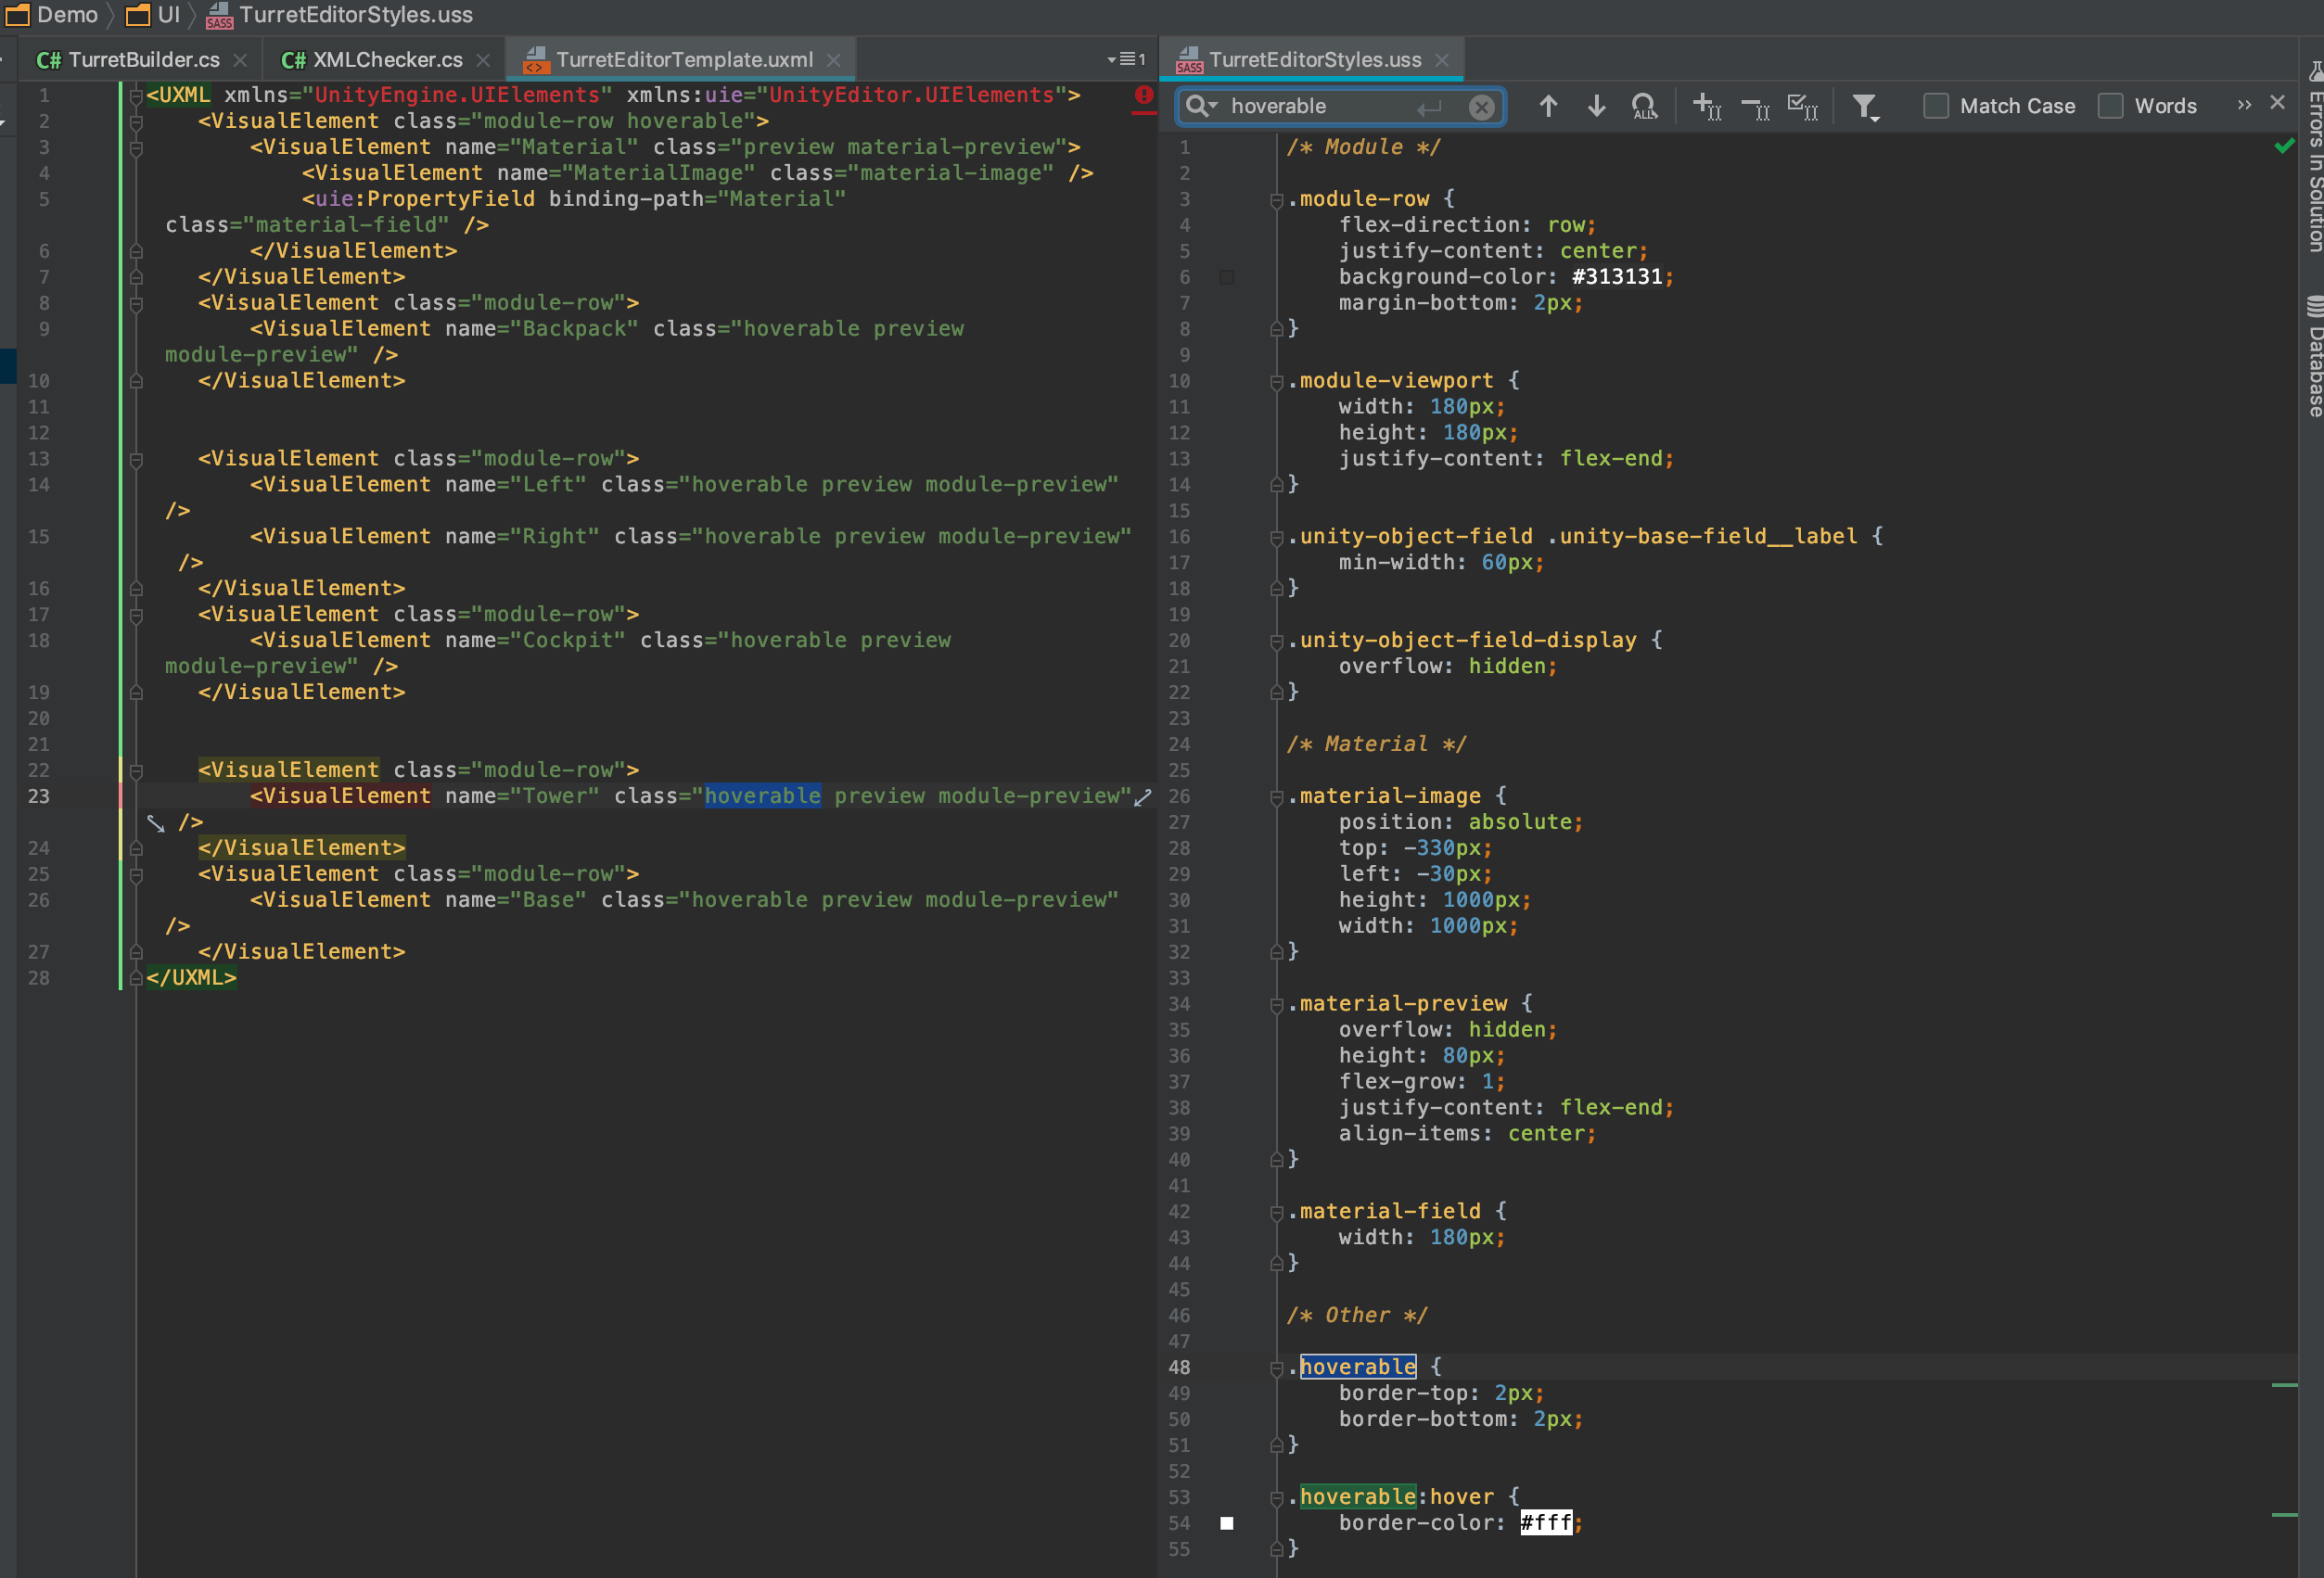 Demo UI TurretEditorStyles.uss
C# TurretBuilder.cs C# XMLChecker.cs TurretEditorTemplate.uxml 1
1 <UXML xmlns="UnityEngine.UIElements" xmlns:uie="UnityEditor.UIElements">
2 <VisualElement class="module-row hoverable">
3 <VisualElement name="Material" class="preview material-preview">
4 <VisualElement name="MaterialImage" class="material-image" />
5 <uie:PropertyField binding-path="Material"
class="material-field" />
6 </VisualElement>
7 </VisualElement>
8 <VisualElement class="module-row">
9 <VisualElement name="Backpack" class="hoverable preview
module-preview" />
10 </VisualElement>
11
12
13 <VisualElement class="module-row">
14 <VisualElement name="Left" class="hoverable preview module-preview"
/>
15 <VisualElement name="Right" class="hoverable preview module-preview"
/>
16 </VisualElement>
17 <VisualElement class="module-row">
18 <VisualElement name="Cockpit" class="hoverable preview
module-preview" />
19 </VisualElement>
20
21
22 <VisualElement class="module-row">
23 <VisualElement name="Tower" class="hoverable preview module-preview"
/>
24 </VisualElement>
25 <VisualElement class="module-row">
26 <VisualElement name="Base" class="hoverable preview module-preview"
/>
27 </VisualElement>
28 </UXML>
SASS TurretEditorStyles.uss
hoverable ALL Match Case Words
1 /* Module */
2
3 .module-row {
4 flex-direction: row;
5 justify-content: center;
6 background-color: #313131;
7 margin-bottom: 2px;
8 }
9
10 .module-viewport {
11 width: 180px;
12 height: 180px;
13 justify-content: flex-end;
14 }
15
16 .unity-object-field .unity-base-field__label {
17 min-width: 60px;
18 }
19
20 .unity-object-field-display {
21 overflow: hidden;
22 }
23
24 /* Material */
25
26 .material-image {
27 position: absolute;
28 top: -330px;
29 left: -30px;
30 height: 1000px;
31 width: 1000px;
32 }
33
34 .material-preview {
35 overflow: hidden;
36 height: 80px;
37 flex-grow: 1;
38 justify-content: flex-end;
39 align-items: center;
40 }
41
42 .material-field {
43 width: 180px;
44 }
45
46 /* Other */
47
48 .hoverable {
49 border-top: 2px;
50 border-bottom: 2px;
51 }
52
53 .hoverable:hover {
54 border-color: #fff;
55 }
Errors In Solution
Database